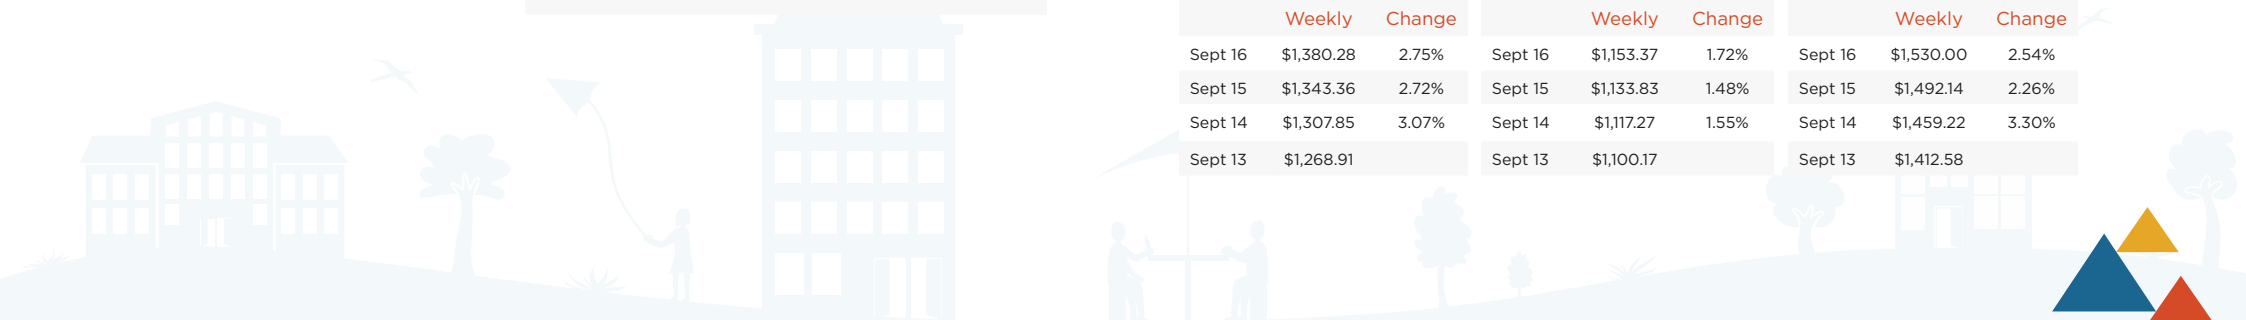 Weekly Change Weekly Change Weekly Change
Sept 16 $1,380.28 2.75% Sept 16 $1,153.37 1.72% Sept 16 $1,530.00 2.54%
Sept 15 $1,343.36 2.72% Sept 15 $1,133.83 1.48% Sept 15 $1,492.14 2.26%
Sept 14 $1,307.85 3.07% Sept 14 $1,117.27 1.55% Sept 14 $1,459.22 3.30%
Sept 13 $1,268.91 Sept 13 $1,100.17 Sept 13 $1,412.58